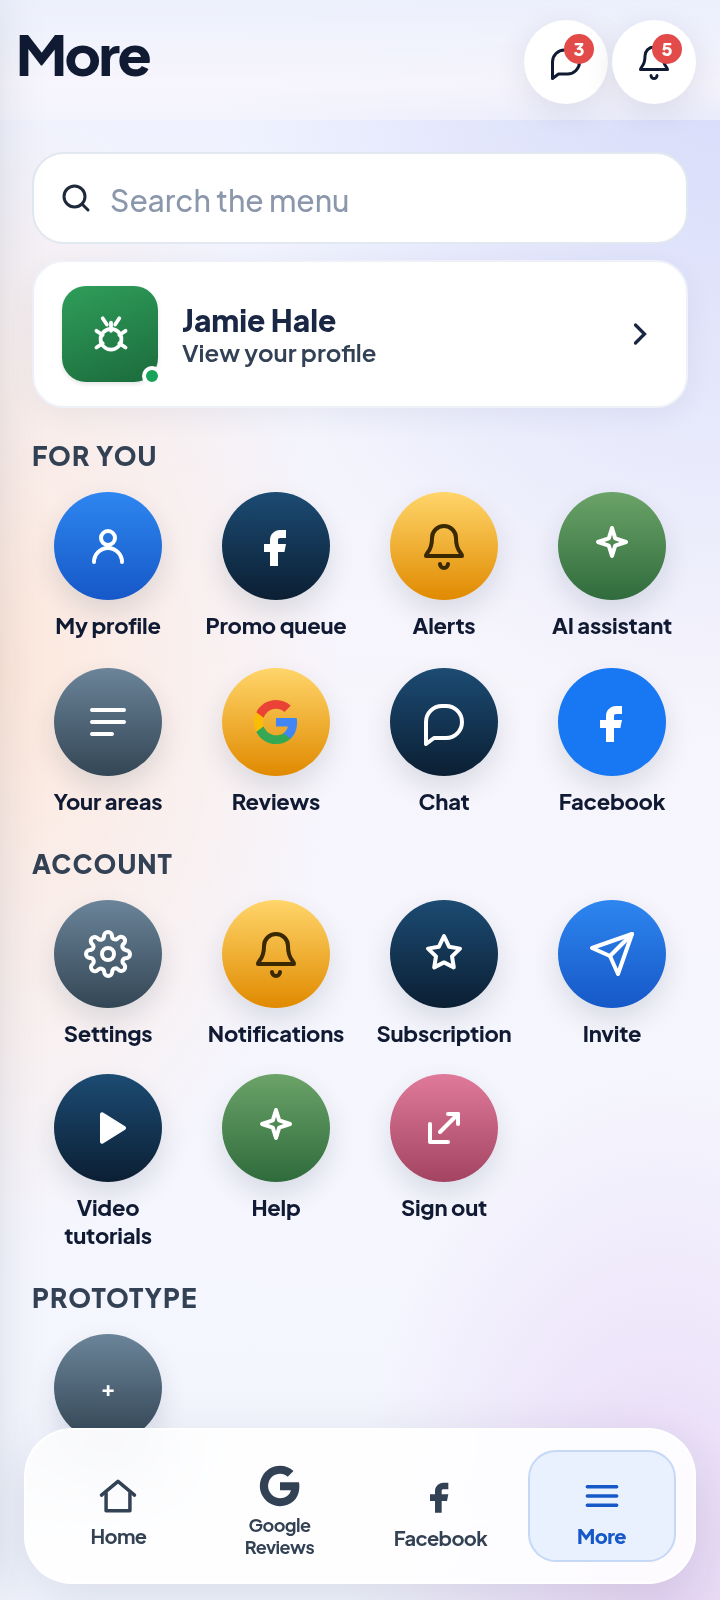 More
3
5
Search the menu
Jamie Hale
View your profile
FOR YOU
My profile
Promo queue
Alerts
AI assistant
Your areas
Reviews
Chat
Facebook
ACCOUNT
Settings
Notifications
Subscription
Invite
Video
tutorials
Help
Sign out
PROTOTYPE
+
Home
Google
Reviews
Facebook
More